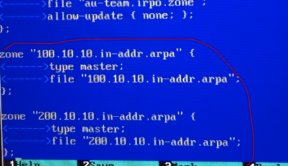 file "au-team.irpo.zone";
allow-update { none; };
};
zone "100.10.10.in-addr.arpa" {
type master;
file "100.10.10.in-addr.arpa";
};
zone "200.10.10.in-addr.arpa" {
type master;
file "200.10.10.in-addr.arpa";
};
1Help 2Save